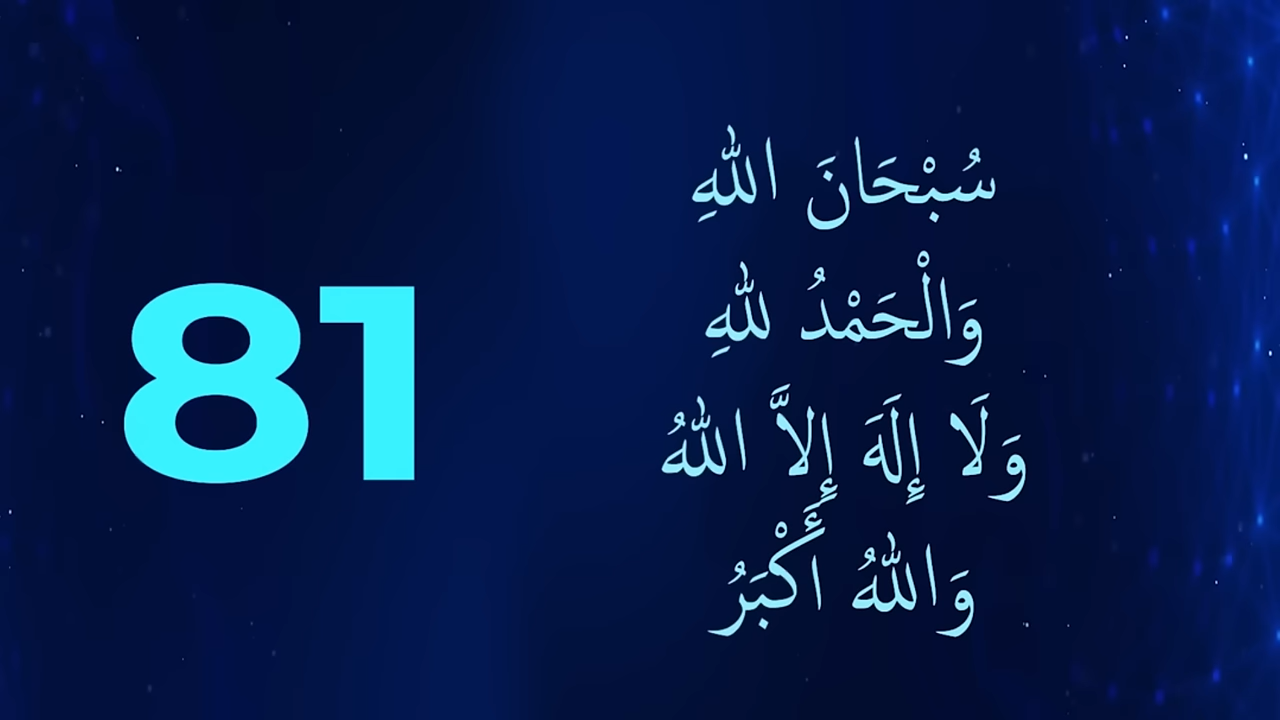 81
سُبْحَانَ اللهِ
وَالْحَمْدُ للهِ
وَلَا إِلَهَ إِلاَّ اللهُ
وَاللهُ أَكْبَرُ